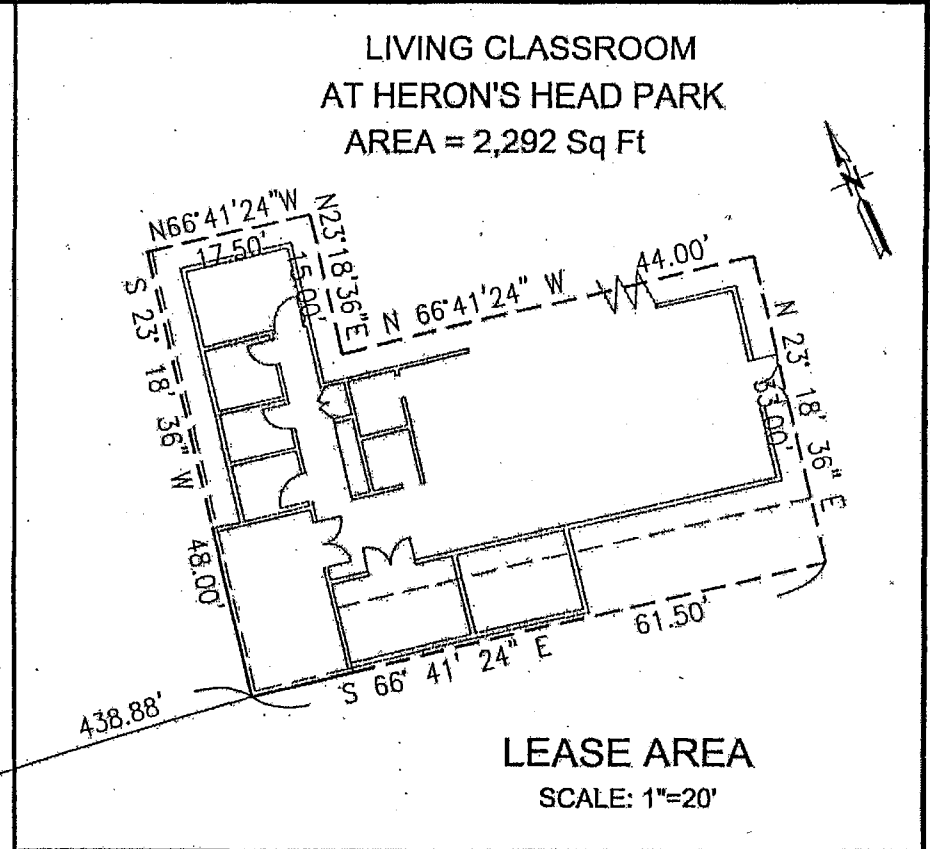 LIVING CLASSROOM
AT HERON'S HEAD PARK
AREA = 2,292 Sq Ft
N
N66°41'24"W
17.50'
N23°18'36"E
15.00'
N 66°41'24" W
44.00'
N 23° 18' 36" E
33.00'
S 23° 18' 36" W
48.00'
S 66° 41' 24" E
61.50'
438.88'
LEASE AREA
SCALE: 1"=20'